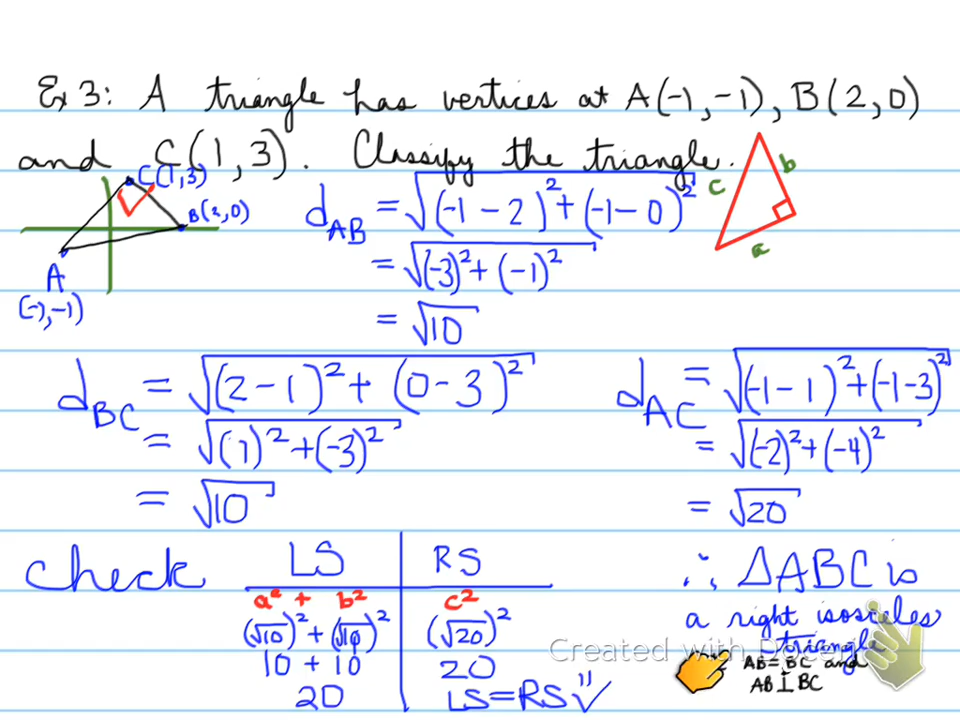 Ex 3: A triangle has vertices at A(-1,-1), B(2,0)
and C(1,3). Classify the triangle.
C(1,3)
B(2,0)
A
(-1,-1)
c
b
a
d_AB = √((-1 - 2)² + (-1 - 0)²)
= √((-3)² + (-1)²)
= √10
d_BC = √((2 - 1)² + (0 - 3)²)
= √((1)² + (-3)²)
= √10
d_AC = √((-1 - 1)² + (-1 - 3)²)
= √((-2)² + (-4)²)
= √20
Check
LS RS
a² + b² c²
(√10)² + (√10)² (√20)²
10 + 10 20
20 LS = RS ✓
∴ △ABC is
a right isosceles
triangle
AB = BC and
AB ⊥ BC
Created with